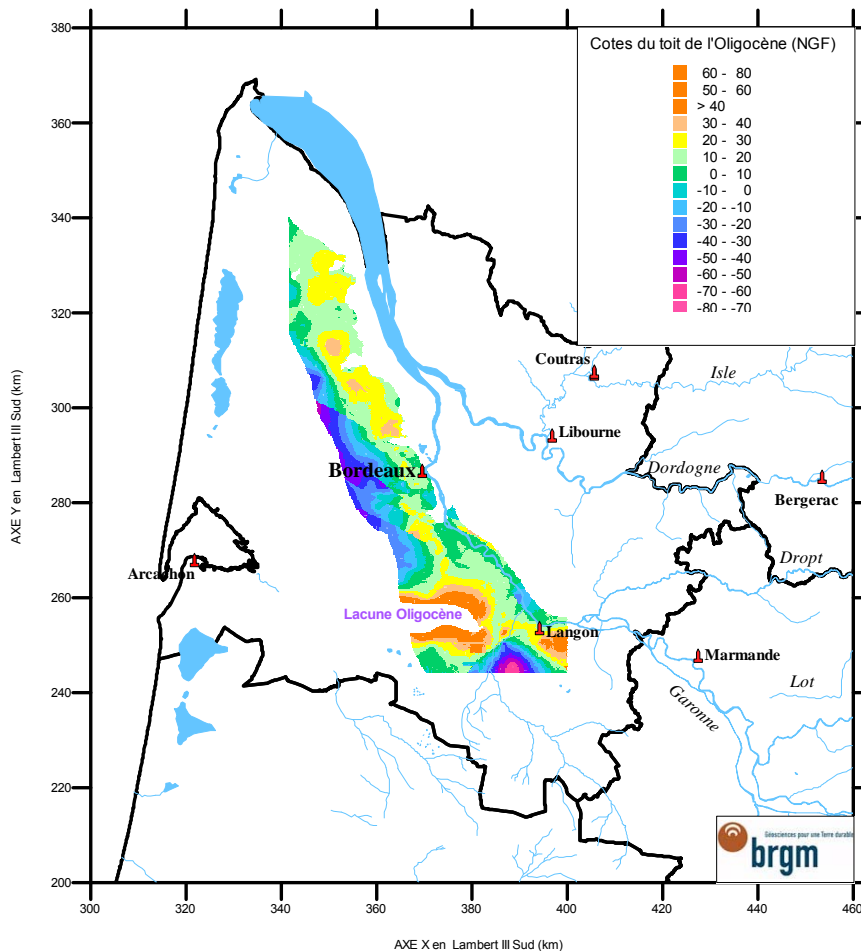 Cotes du toit de l'Oligocène (NGF)
60 - 80
50 - 60
> 40
30 - 40
20 - 30
10 - 20
0 - 10
-10 - 0
-20 - -10
-30 - -20
-40 - -30
-50 - -40
-60 - -50
-70 - -60
-80 - -70
380
360
340
320
300
280
260
240
220
200
AXE Y en Lambert III Sud (km)
Coutras
Isle
Libourne
Bordeaux
Dordogne
Bergerac
Arcachon
Dropt
Lacune Oligocène
Langon
Marmande
Lot
Garonne
Géosciences pour une Terre durable
brgm
300
320
340
360
380
400
420
440
460
AXE X en Lambert III Sud (km)